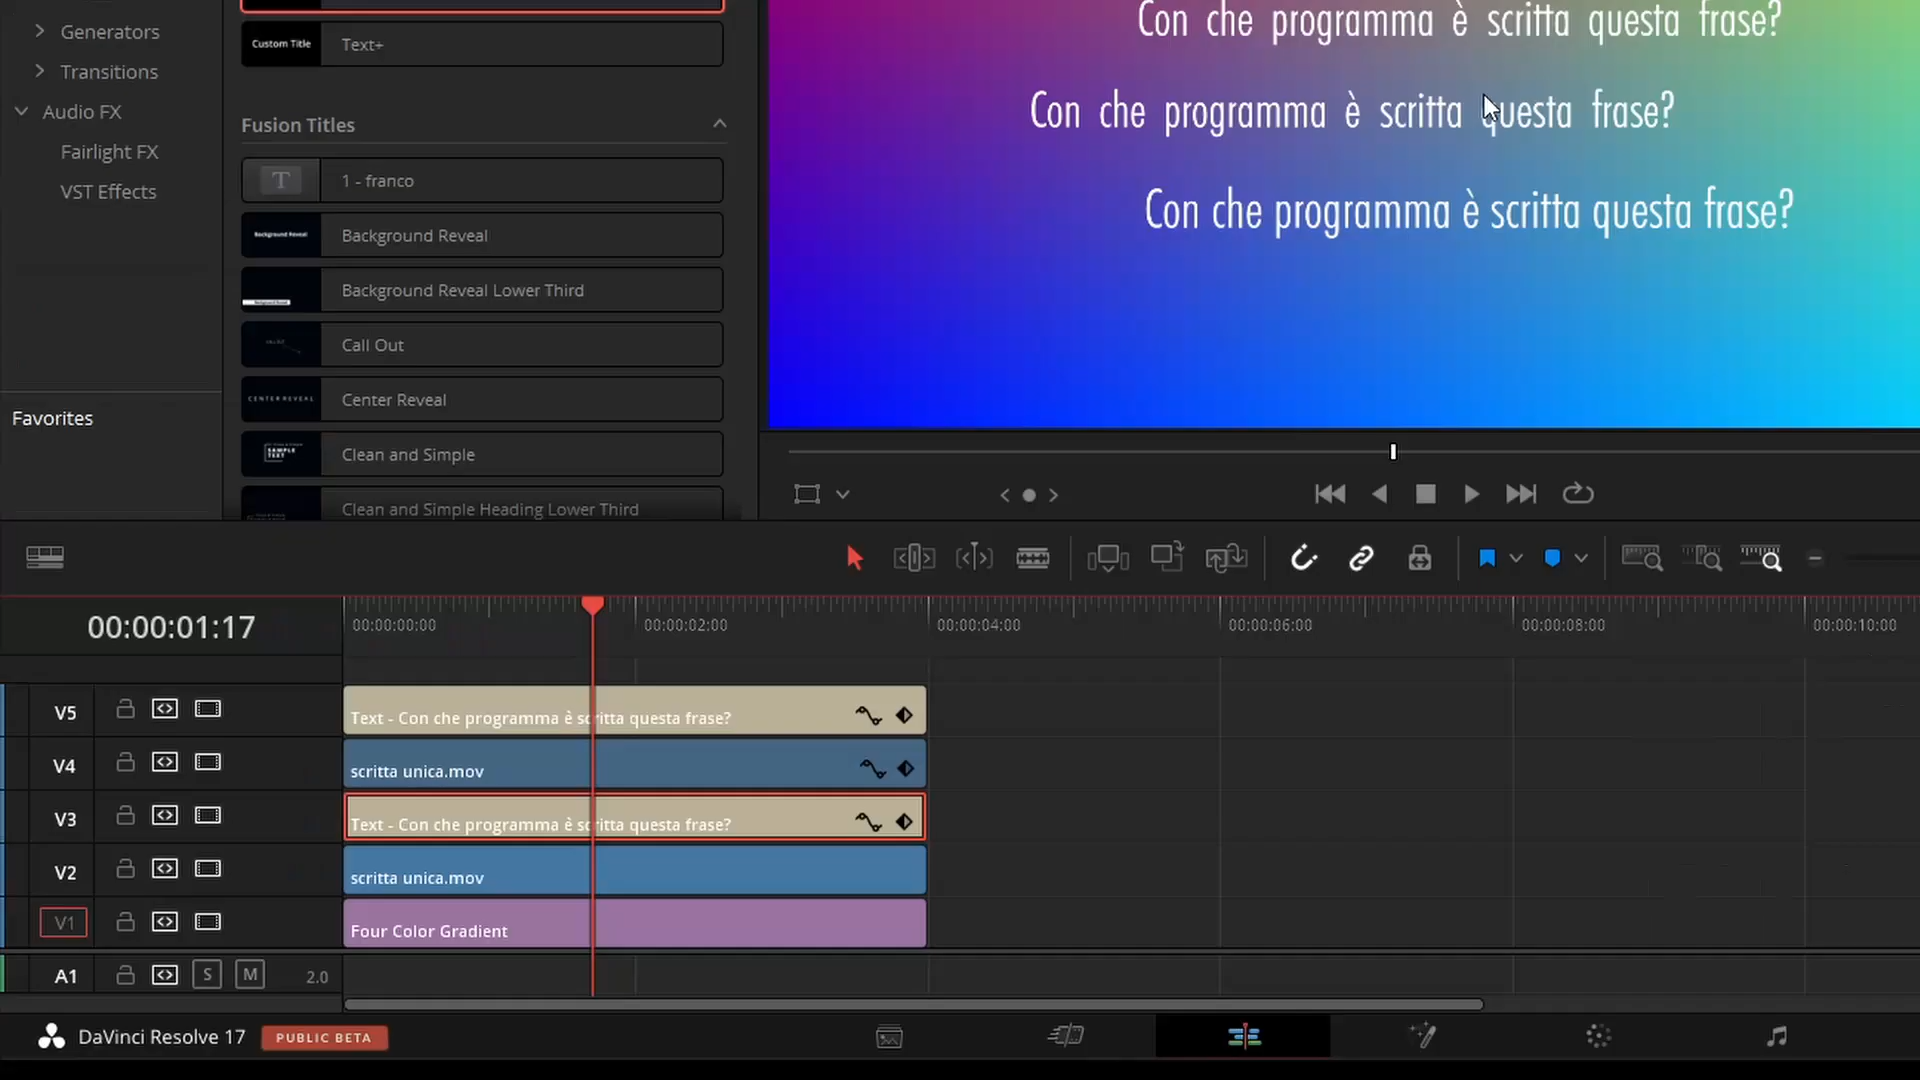 Generators
Transitions
Audio FX
Fairlight FX
VST Effects
Favorites
Custom Title
Text+
Fusion Titles
T
1 - franco
Background Reveal
Background Reveal
Background Reveal Lower Third
Call Out
CENTER REVEAL
Center Reveal
SAMPLE TEXT
Clean and Simple
Clean and Simple Heading Lower Third
Con che programma è scritta questa frase?
Con che programma è scritta questa frase?
Con che programma è scritta questa frase?
00:00:01:17
00:00:00:00
00:00:02:00
00:00:04:00
00:00:06:00
00:00:08:00
00:00:10:00
V5
Text - Con che programma è scritta questa frase?
V4
scritta unica.mov
V3
Text - Con che programma è scritta questa frase?
V2
scritta unica.mov
V1
Four Color Gradient
A1
S
M
2.0
DaVinci Resolve 17
PUBLIC BETA